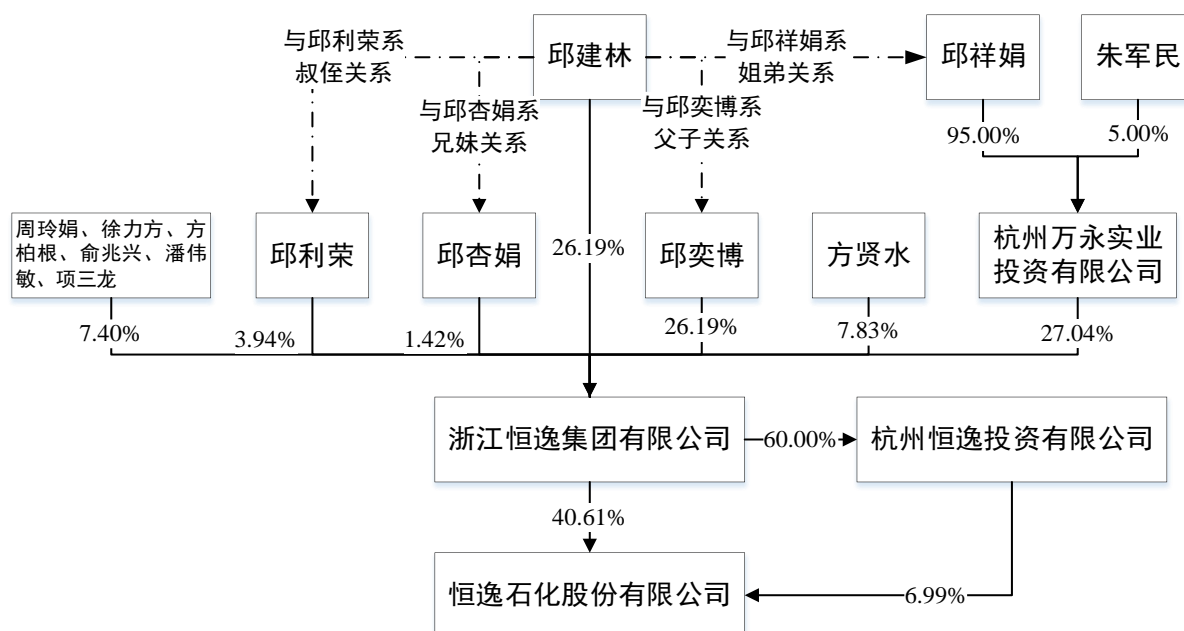 与邱利荣系
叔侄关系
邱建林
与邱祥娟系
姐弟关系
邱祥娟
朱军民
与邱杏娟系
兄妹关系
与邱奕博系
父子关系
95.00%
5.00%
周玲娟、徐力方、方
柏根、俞兆兴、潘伟
敏、项三龙
邱利荣
邱杏娟
26.19%
邱奕博
方贤水
杭州万永实业
投资有限公司
7.40%
3.94%
1.42%
26.19%
7.83%
27.04%
浙江恒逸集团有限公司
60.00%
杭州恒逸投资有限公司
40.61%
恒逸石化股份有限公司
6.99%